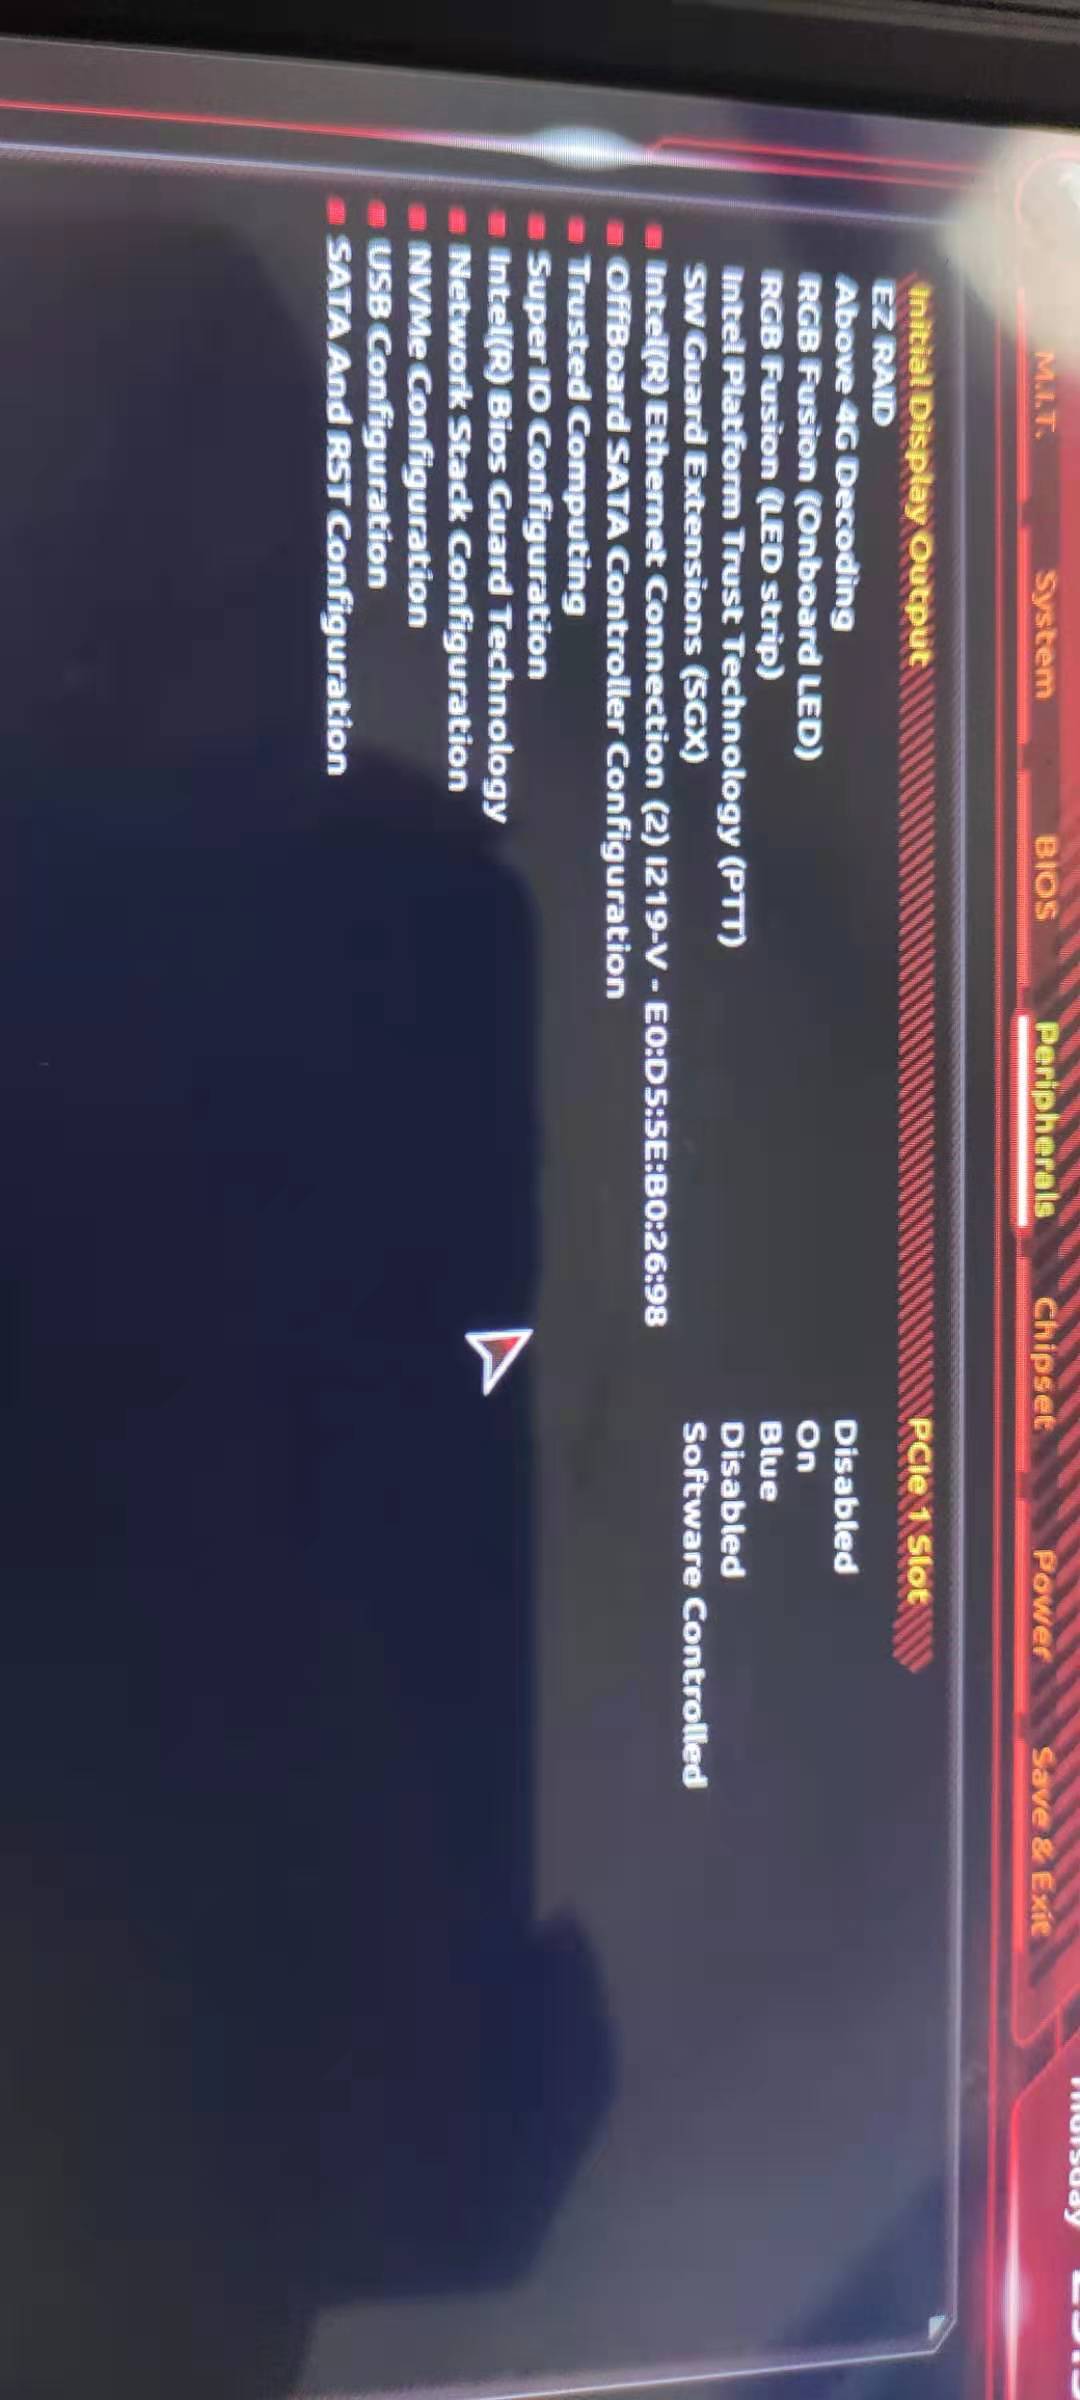 M.I.T. System BIOS Peripherals Chipset Power Save & Exit
Thursday
Initial Display Output PCIe 1 Slot
EZ RAID
Above 4G Decoding Disabled
RGB Fusion (Onboard LED) On
RGB Fusion (LED strip) Blue
Intel Platform Trust Technology (PTT) Disabled
SW Guard Extensions (SGX) Software Controlled
Intel(R) Ethernet Connection (2) I219-V - E0:D5:5E:B0:26:98
OffBoard SATA Controller Configuration
Trusted Computing
Super IO Configuration
Intel(R) Bios Guard Technology
Network Stack Configuration
NVMe Configuration
USB Configuration
SATA And RST Configuration